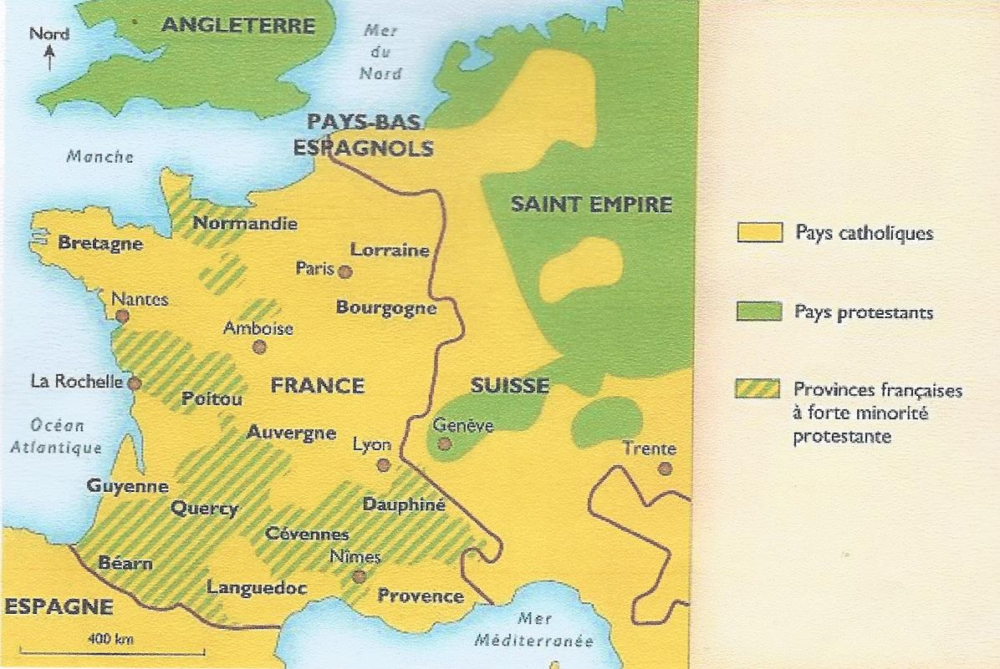 ANGLETERRE
Nord
Mer
du
Nord
PAYS-BAS
ESPAGNOLS
Manche
SAINT EMPIRE
Normandie
Bretagne
Lorraine
Paris
Nantes
Bourgogne
Amboise
La Rochelle
Poitou
FRANCE
SUISSE
Océan
Atlantique
Auvergne
Genève
Lyon
Trente
Guyenne
Quercy
Dauphiné
Cévennes
Nîmes
Béarn
Languedoc
Provence
ESPAGNE
Mer
Méditerranée
400 km
Pays catholiques
Pays protestants
Provinces françaises
à forte minorité
protestante